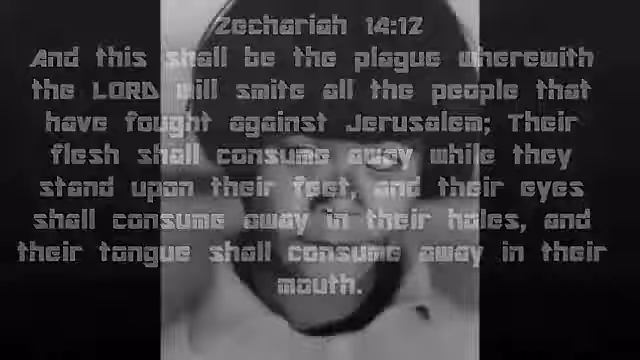 Zechariah 14:12
And this shall be the plague wherewith
the LORD will smite all the people that
have fought against Jerusalem; Their
flesh shall consume away while they
stand upon their feet, and their eyes
shall consume away in their holes, and
their tongue shall consume away in their
mouth.